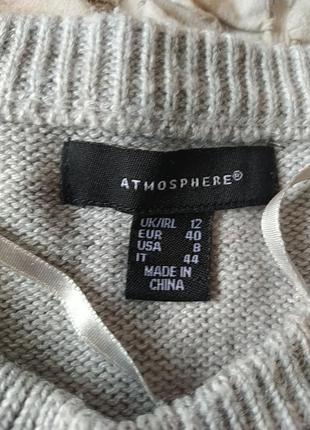 ATMOSPHERE®
UK/IRL 12
EUR 40
USA 8
IT 44
MADE IN
CHINA